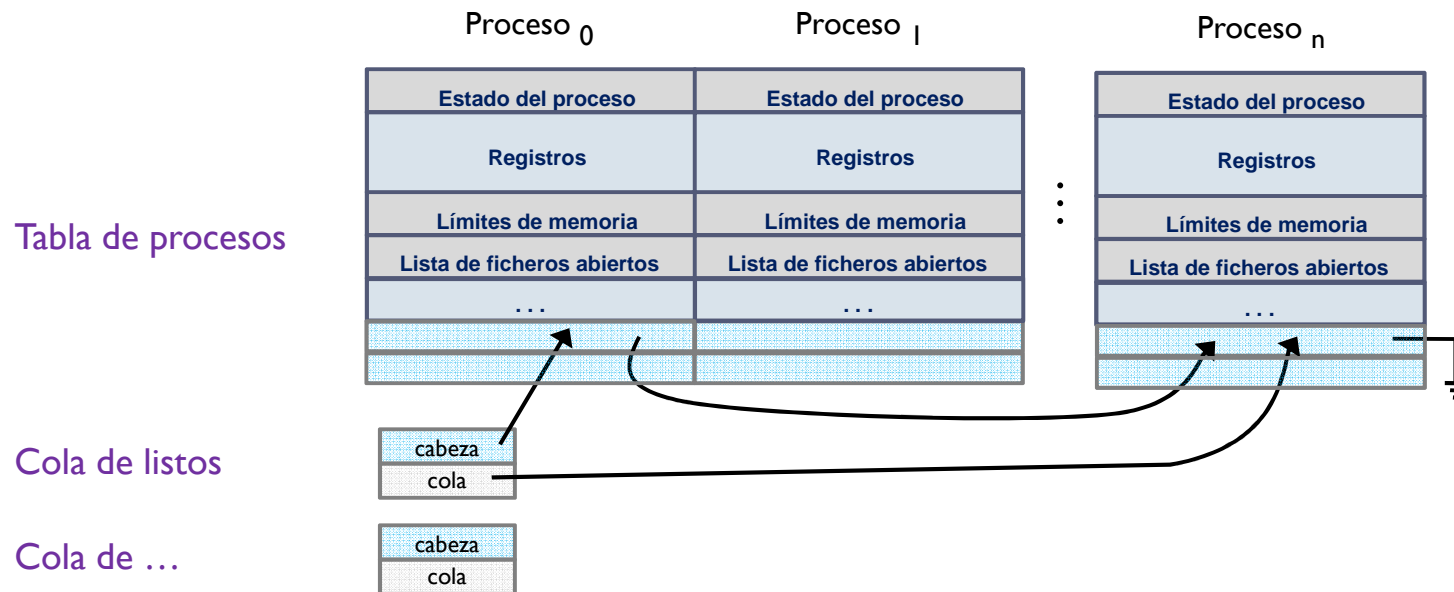 Proceso 0 Proceso 1 Proceso n
Estado del proceso Estado del proceso Estado del proceso
Registros Registros Registros
⋮
Tabla de procesos
Límites de memoria Límites de memoria Límites de memoria
Lista de ficheros abiertos Lista de ficheros abiertos Lista de ficheros abiertos
... ... ...
Cola de listos
cabeza
cola
Cola de ...
cabeza
cola